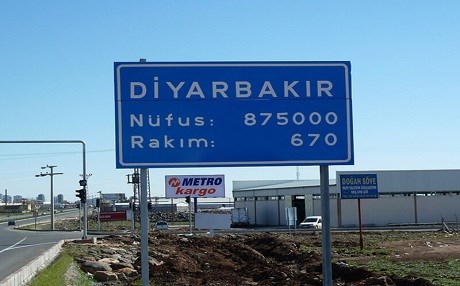 DİYARBAKIR
Nüfus: 875000
Rakım: 670
METRO
kargo
DOĞAN SÖVE